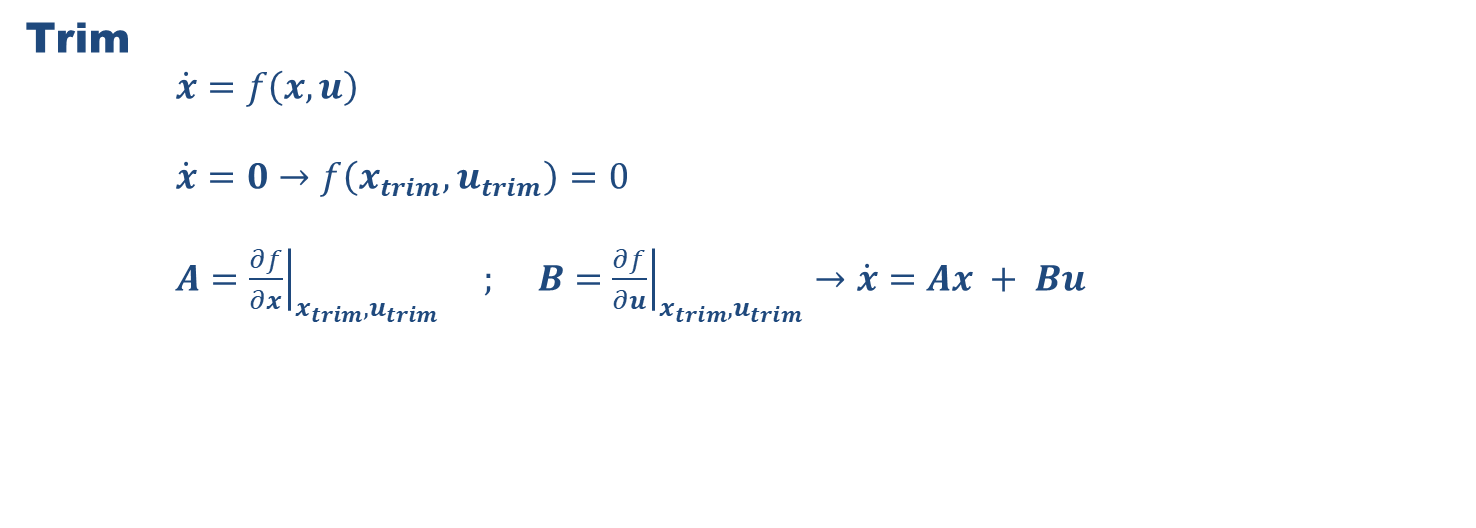 Trim
ẋ = f(x, u)
ẋ = 0 → f(x_trim, u_trim) = 0
A = ∂f/∂x|x_trim,u_trim ; B = ∂f/∂u|x_trim,u_trim → ẋ = Ax + Bu